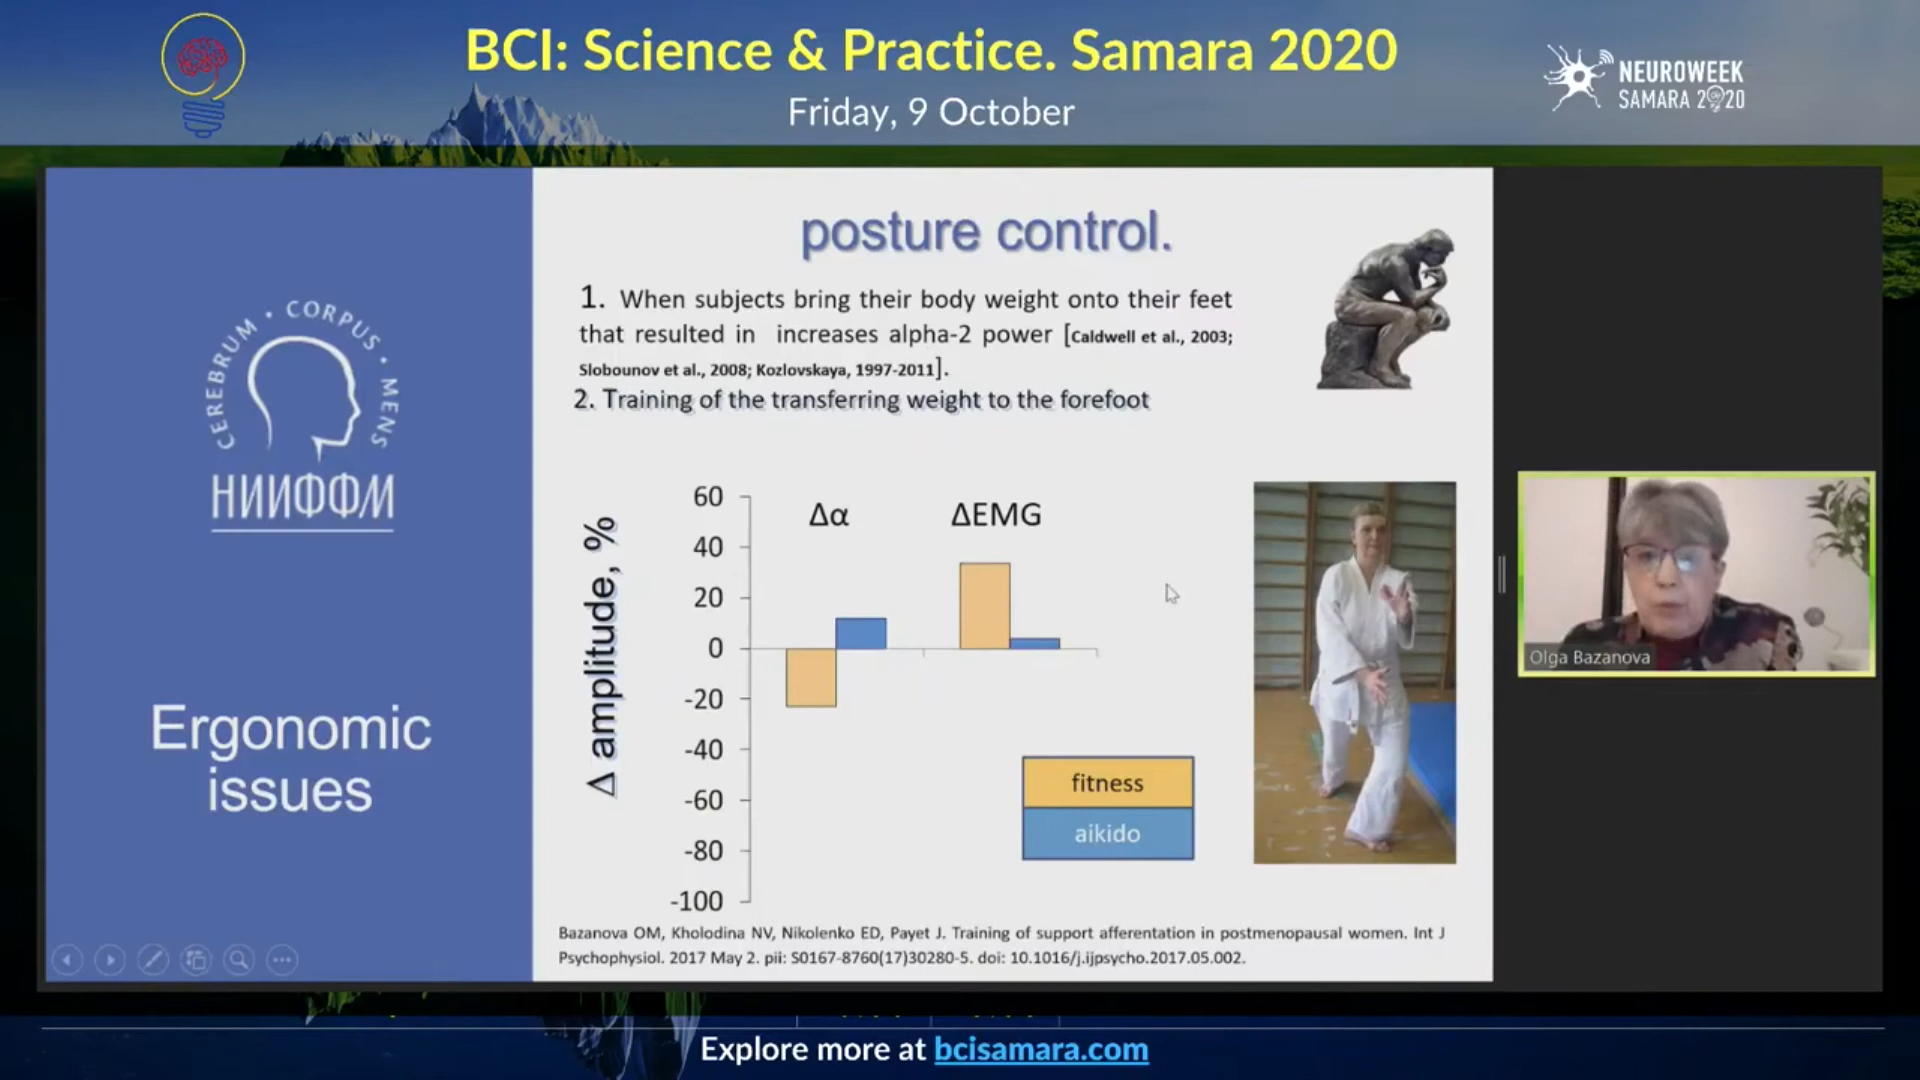 BCI: Science & Practice. Samara 2020
Friday, 9 October
NEUROWEEK
SAMARA 2020
CEREBRUM • CORPUS • MENS
НИИФФМ
Ergonomic
issues
posture control.
1. When subjects bring their body weight onto their feet
that resulted in increases alpha-2 power [Caldwell et al., 2003;
Slobounov et al., 2008; Kozlovskaya, 1997-2011].
2. Training of the transferring weight to the forefoot
Δ amplitude, %
60
40
20
0
-20
-40
-60
-80
-100
Δα
ΔEMG
fitness
aikido
Bazanova OM, Kholodina NV, Nikolenko ED, Payet J. Training of support afferentation in postmenopausal women. Int J
Psychophysiol. 2017 May 2. pii: S0167-8760(17)30280-5. doi: 10.1016/j.ijpsycho.2017.05.002.
Olga Bazanova
Explore more at bcisamara.com